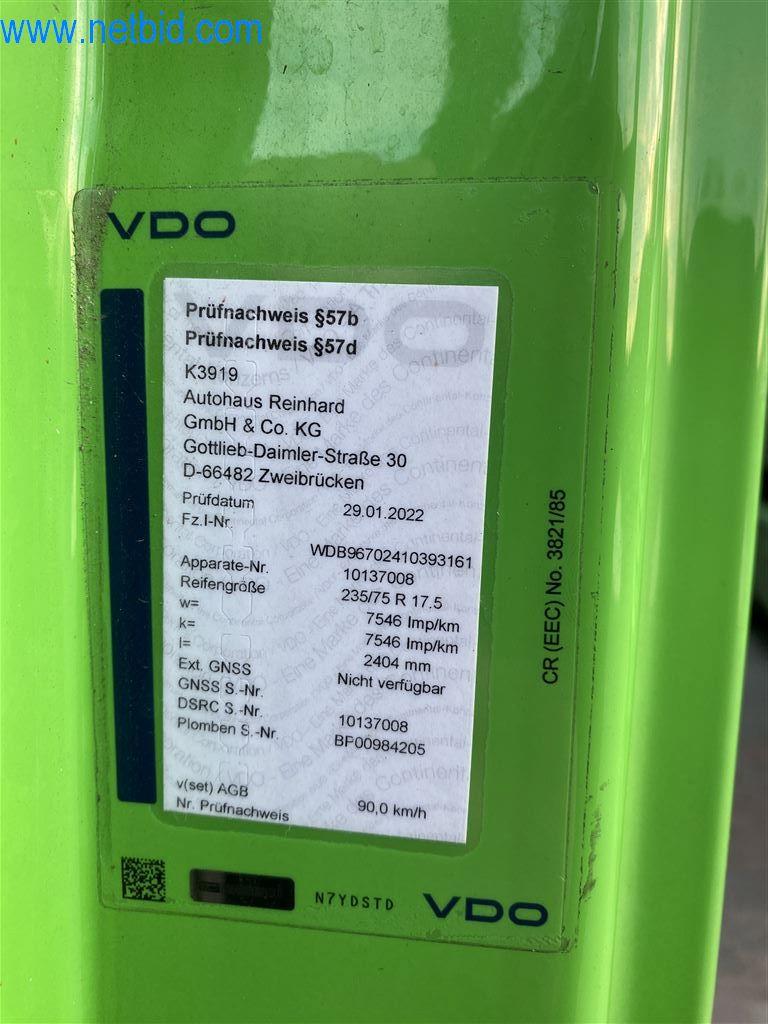 www.netbid.com
VDO
Prüfnachweis §57b
Prüfnachweis §57d
K3919
Autohaus Reinhard
GmbH & Co. KG
Gottlieb-Daimler-Straße 30
D-66482 Zweibrücken
Prüfdatum 29.01.2022
Fz.I-Nr.
WDB96702410393161
Apparate-Nr. 10137008
Reifengröße 235/75 R 17.5
w= 7546 Imp/km
k= 7546 Imp/km
l= 2404 mm
Ext. GNSS Nicht verfügbar
GNSS S.-Nr.
DSRC S.-Nr. 10137008
Plomben S.-Nr. BP00984205
v(set) AGB 90,0 km/h
Nr. Prüfnachweis
CR (EEC) No. 3821/85
N7YDSTD
VDO